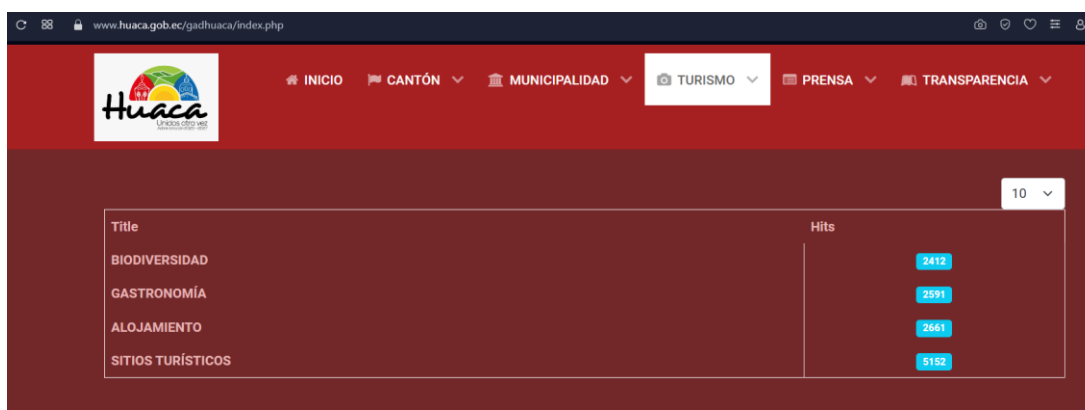 www.huaca.gob.ec/gadhuaca/index.php
Huaca
Unidos otra vez
INICIO CANTÓN MUNICIPALIDAD TURISMO PRENSA TRANSPARENCIA
10
Title Hits
BIODIVERSIDAD 2412
GASTRONOMÍA 2591
ALOJAMIENTO 2661
SITIOS TURÍSTICOS 5152